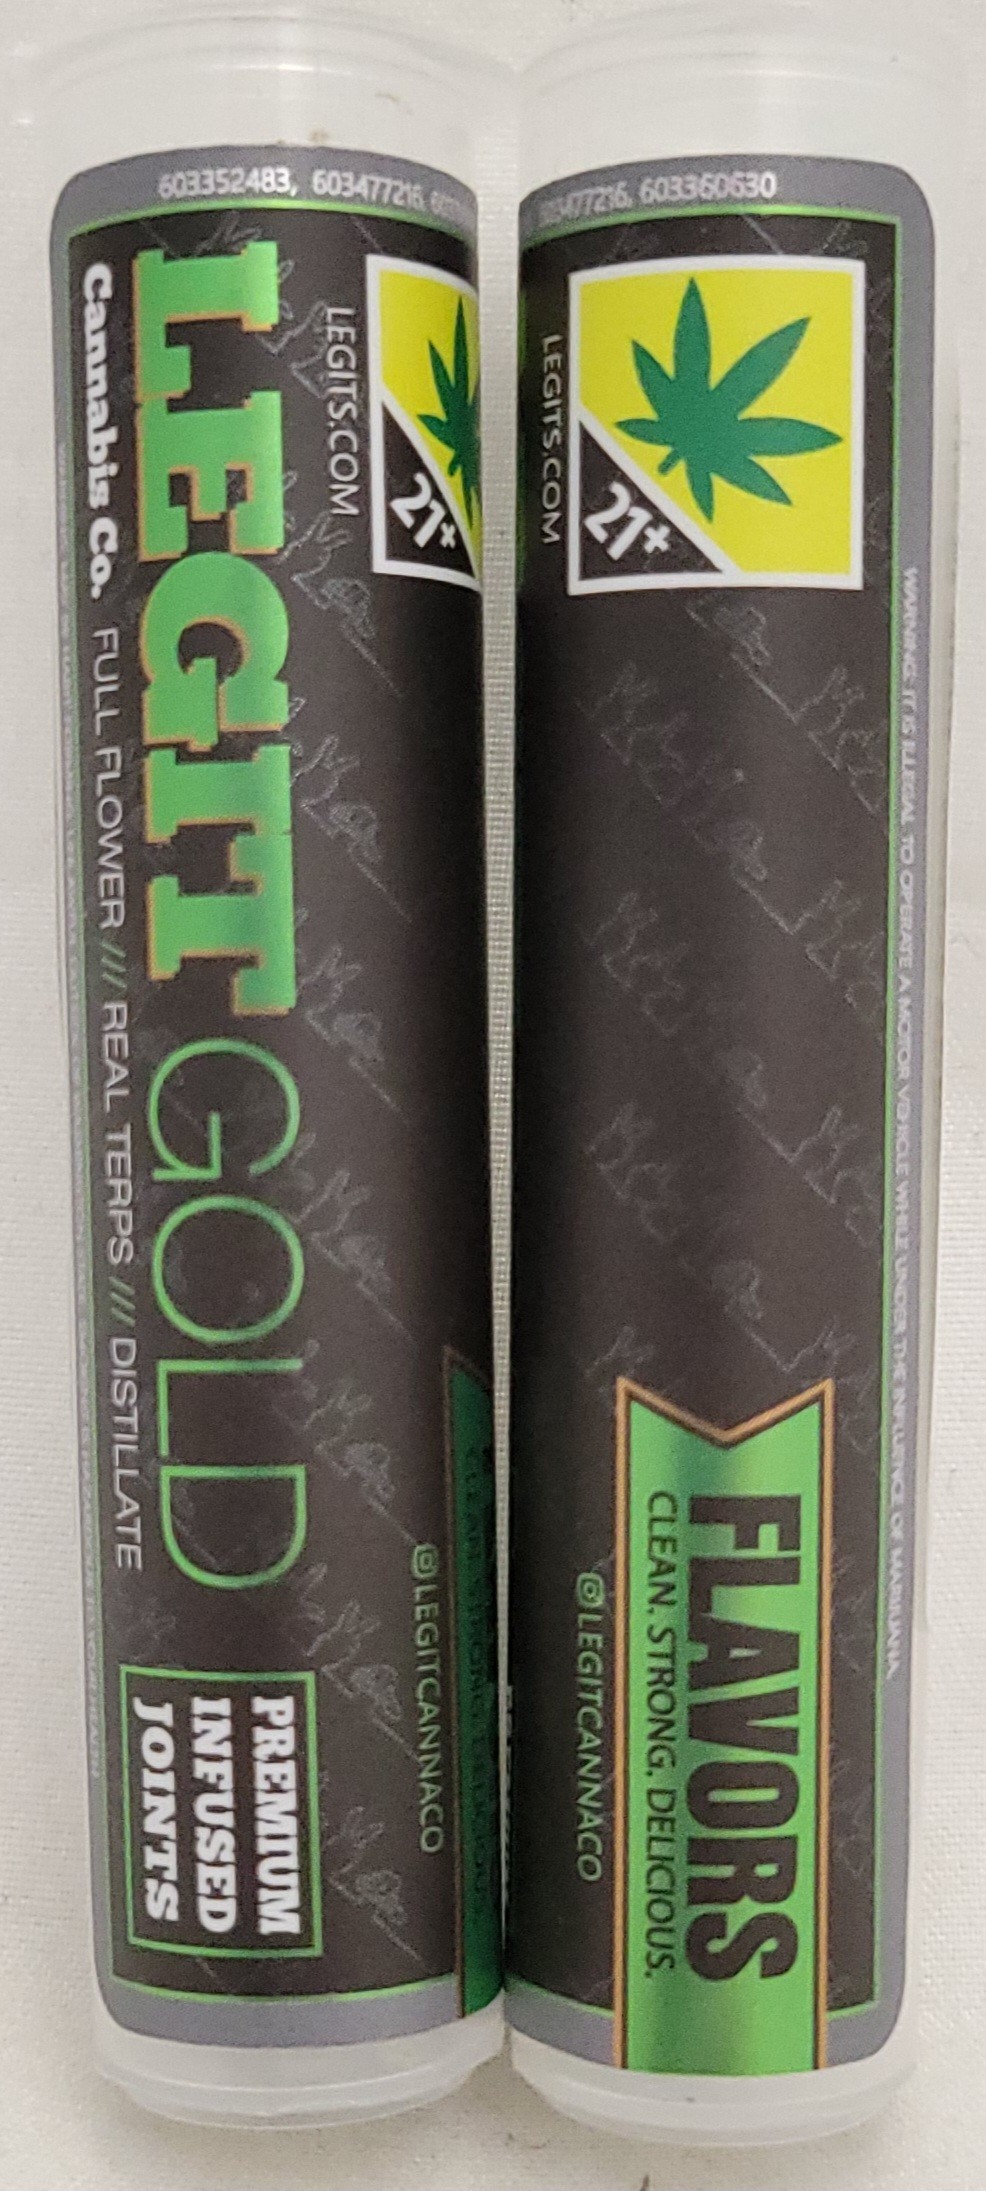 603352483, 603477216,
LEGIT GOLD
Cannabis Co.
FULL FLOWER /// REAL TERPS /// DISTILLATE
PREMIUM
INFUSED
JOINTS
LEGITS.COM
21+
@LEGITCANNACO
603477216, 603360630
21+
LEGITS.COM
FLAVORS
CLEAN. STRONG. DELICIOUS.
@LEGITCANNACO
WARNING: IT IS ILLEGAL TO OPERATE A MOTOR VEHICLE WHILE UNDER THE INFLUENCE OF MARIJUANA.